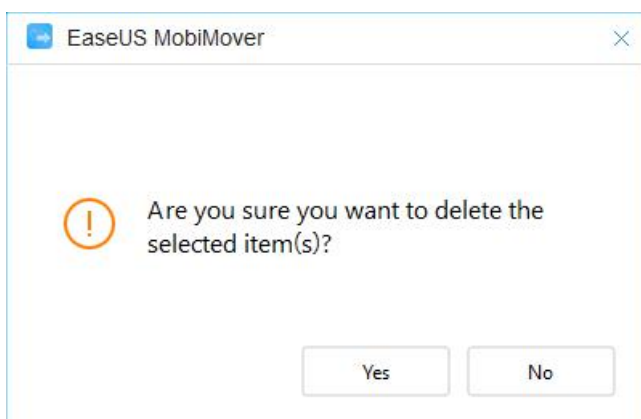 EaseUS MobiMover
Are you sure you want to delete the
selected item(s)?
Yes
No